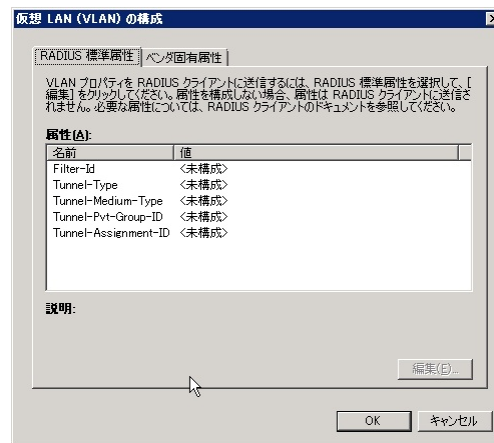 仮想 LAN (VLAN) の構成
RADIUS 標準属性 ベンダ固有属性
VLAN プロパティを RADIUS クライアントに送信するには、RADIUS 標準属性を選択して、[
編集] をクリックしてください。属性を構成しない場合、属性は RADIUS クライアントに送信さ
れません。必要な属性については、RADIUS クライアントのドキュメントを参照してください。
属性(A):
名前 値
Filter-Id <未構成>
Tunnel-Type <未構成>
Tunnel-Medium-Type <未構成>
Tunnel-Pvt-Group-ID <未構成>
Tunnel-Assignment-ID <未構成>
説明:
編集(E)...
OK キャンセル